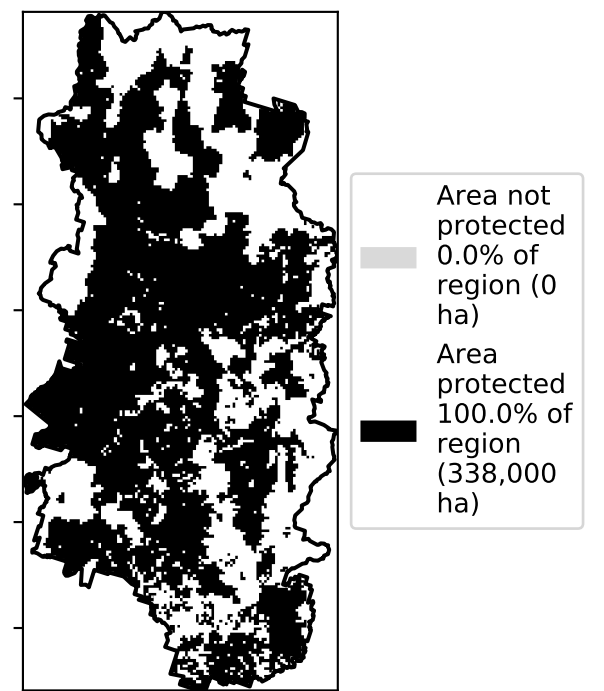 Area not
protected
0.0% of
region (0
ha)
Area
protected
100.0% of
region
(338,000
ha)